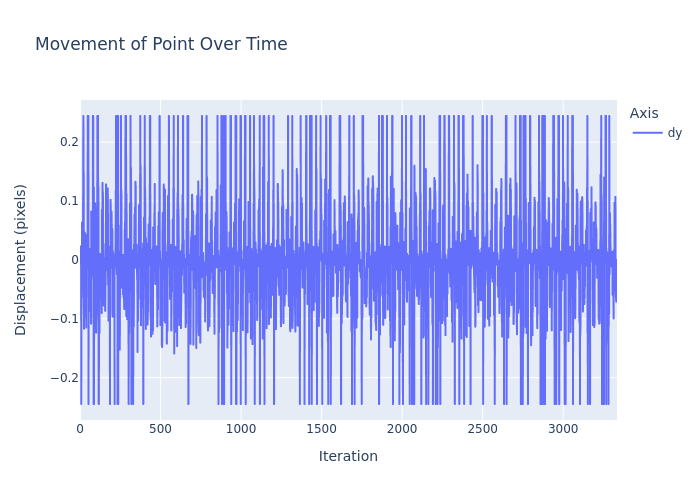 Movement of Point Over Time
Axis
dy
Displacement (pixels)
0.2
0.1
0
−0.1
−0.2
0
500
1000
1500
2000
2500
3000
Iteration